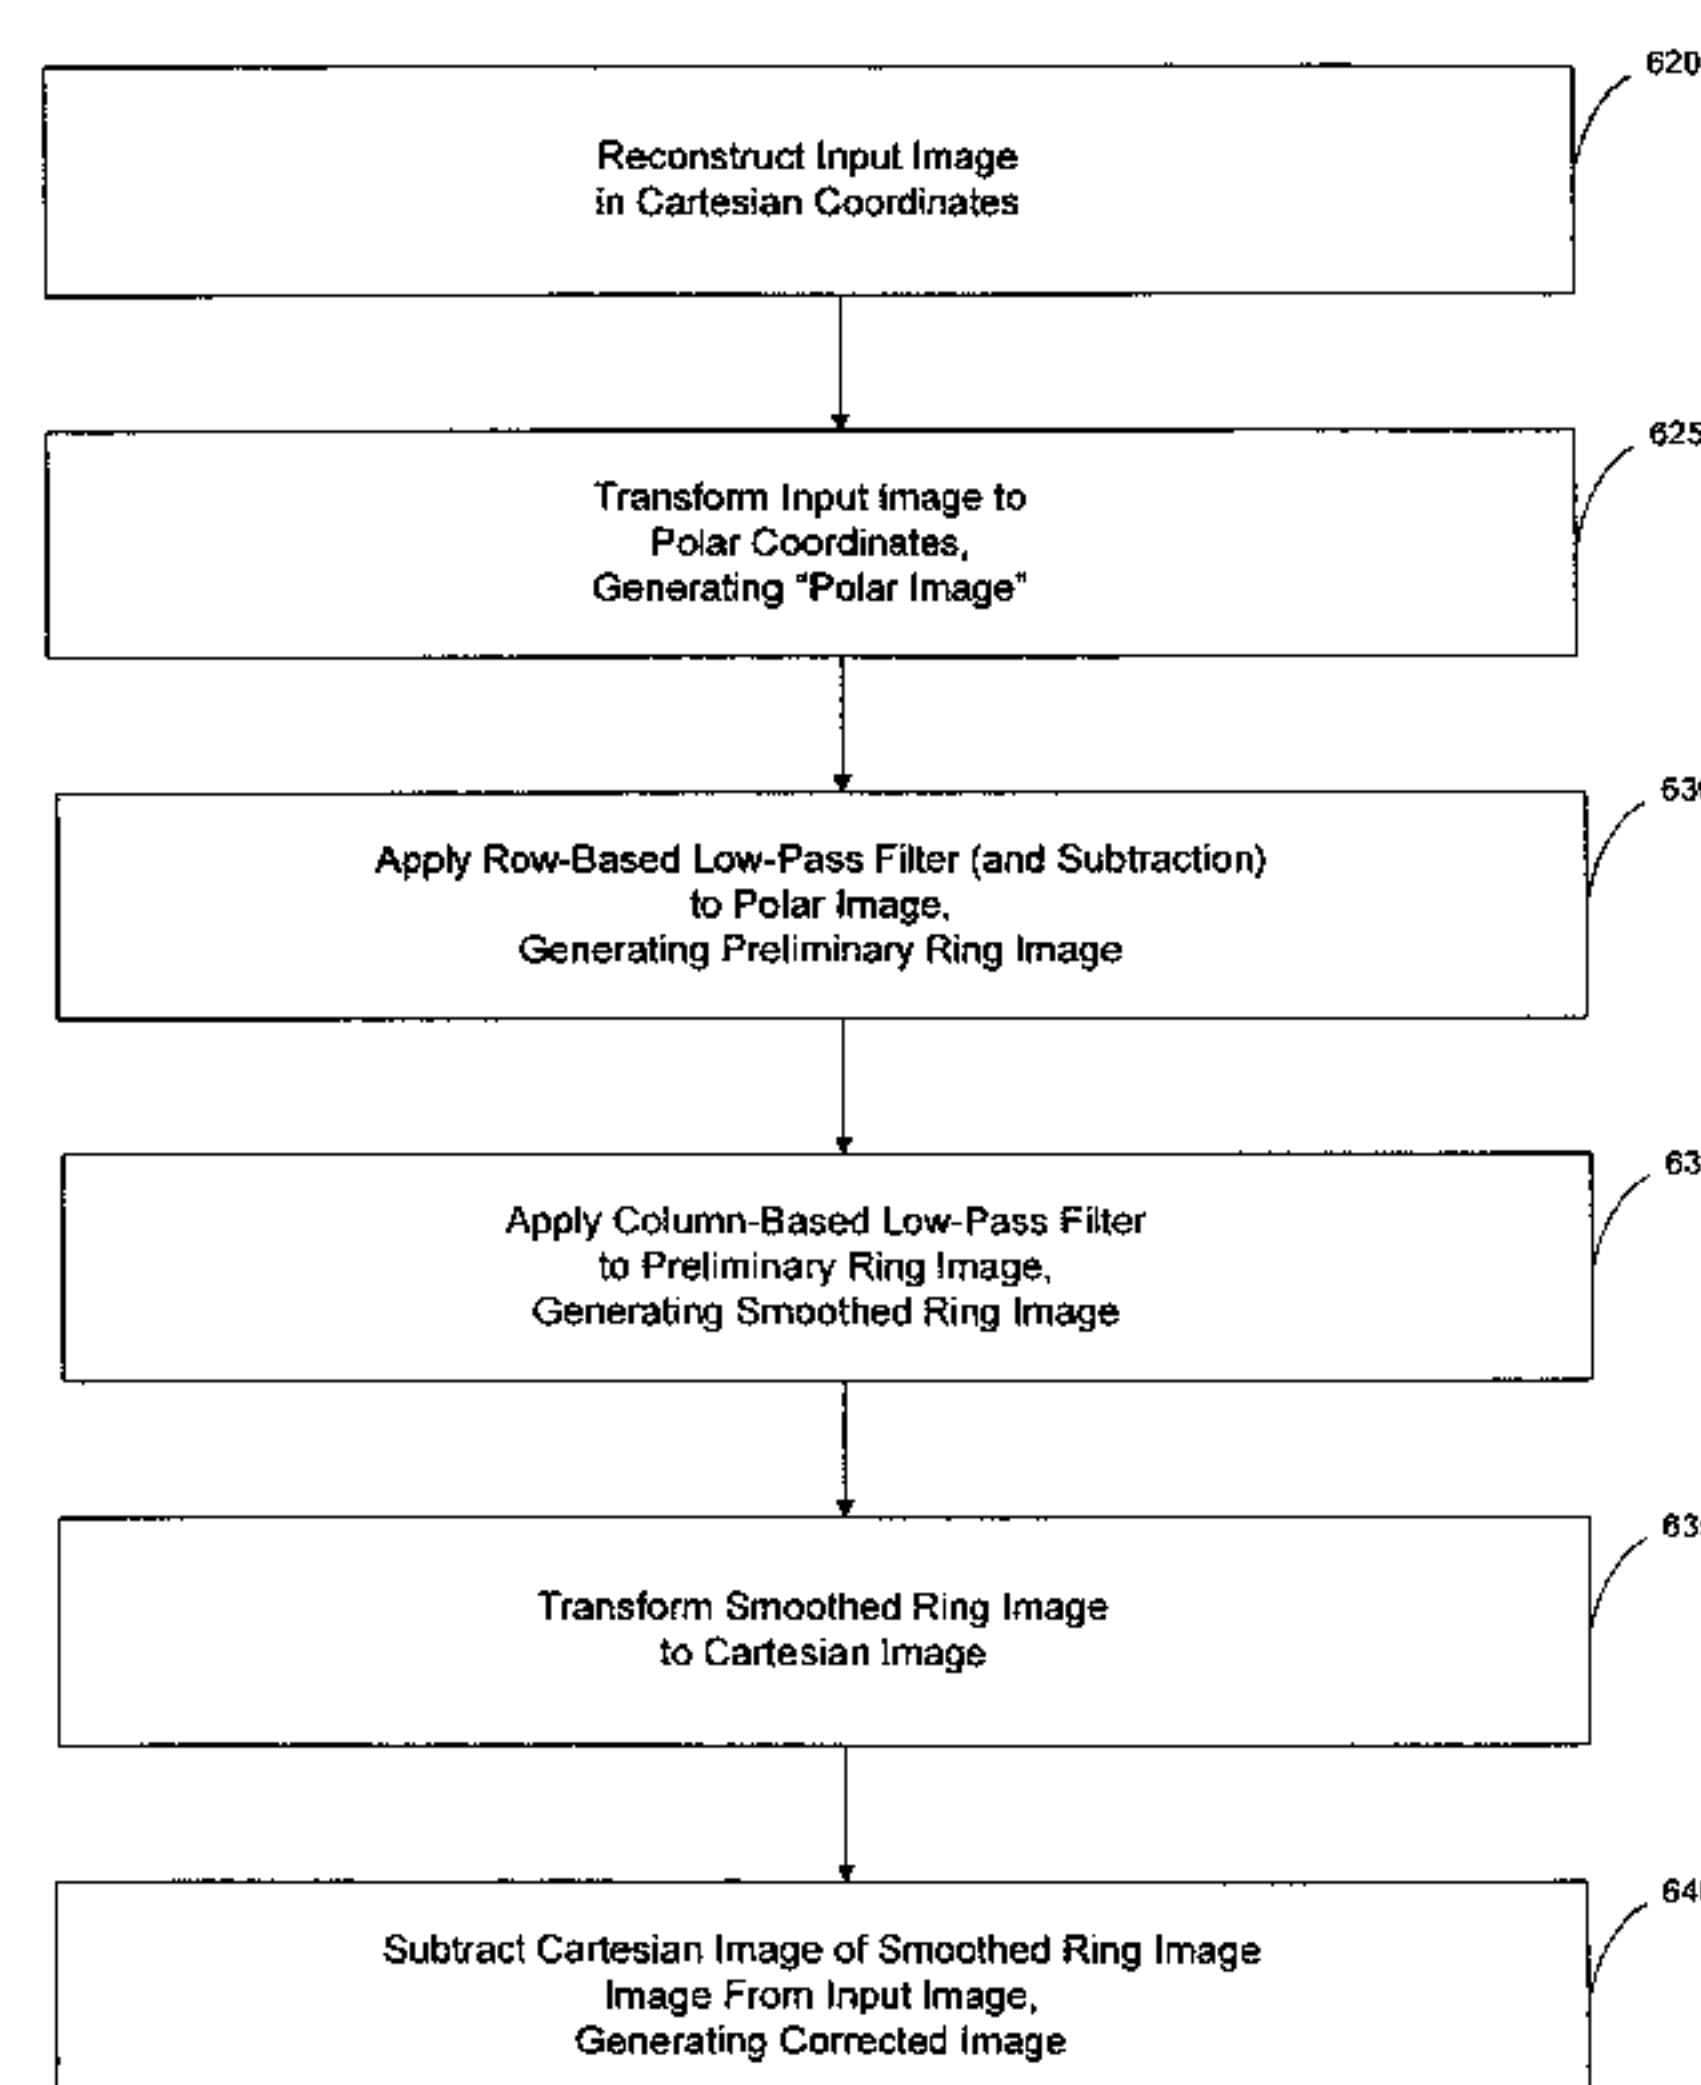 620
Reconstruct Input Image
in Cartesian Coordinates
625
Transform Input Image to
Polar Coordinates,
Generating "Polar Image"
Apply Row-Based Low-Pass Filter (and Subtraction)
to Polar Image,
Generating Preliminary Ring Image
Apply Column-Based Low-Pass Filter
to Preliminary Ring Image,
Generating Smoothed Ring Image
Transform Smoothed Ring Image
to Cartesian Image
Subtract Cartesian Image of Smoothed Ring Image
Image From Input Image,
Generating Corrected Image